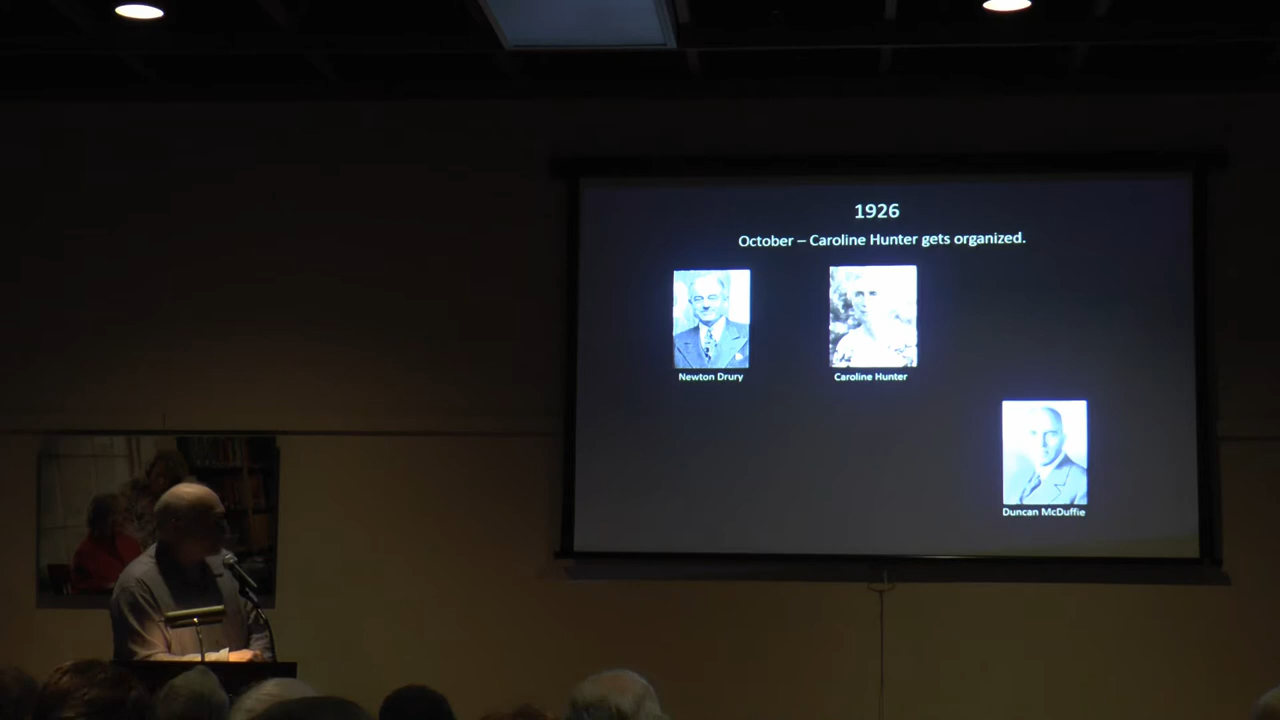 1926
October – Caroline Hunter gets organized.
Newton Drury
Caroline Hunter
Duncan McDuffie